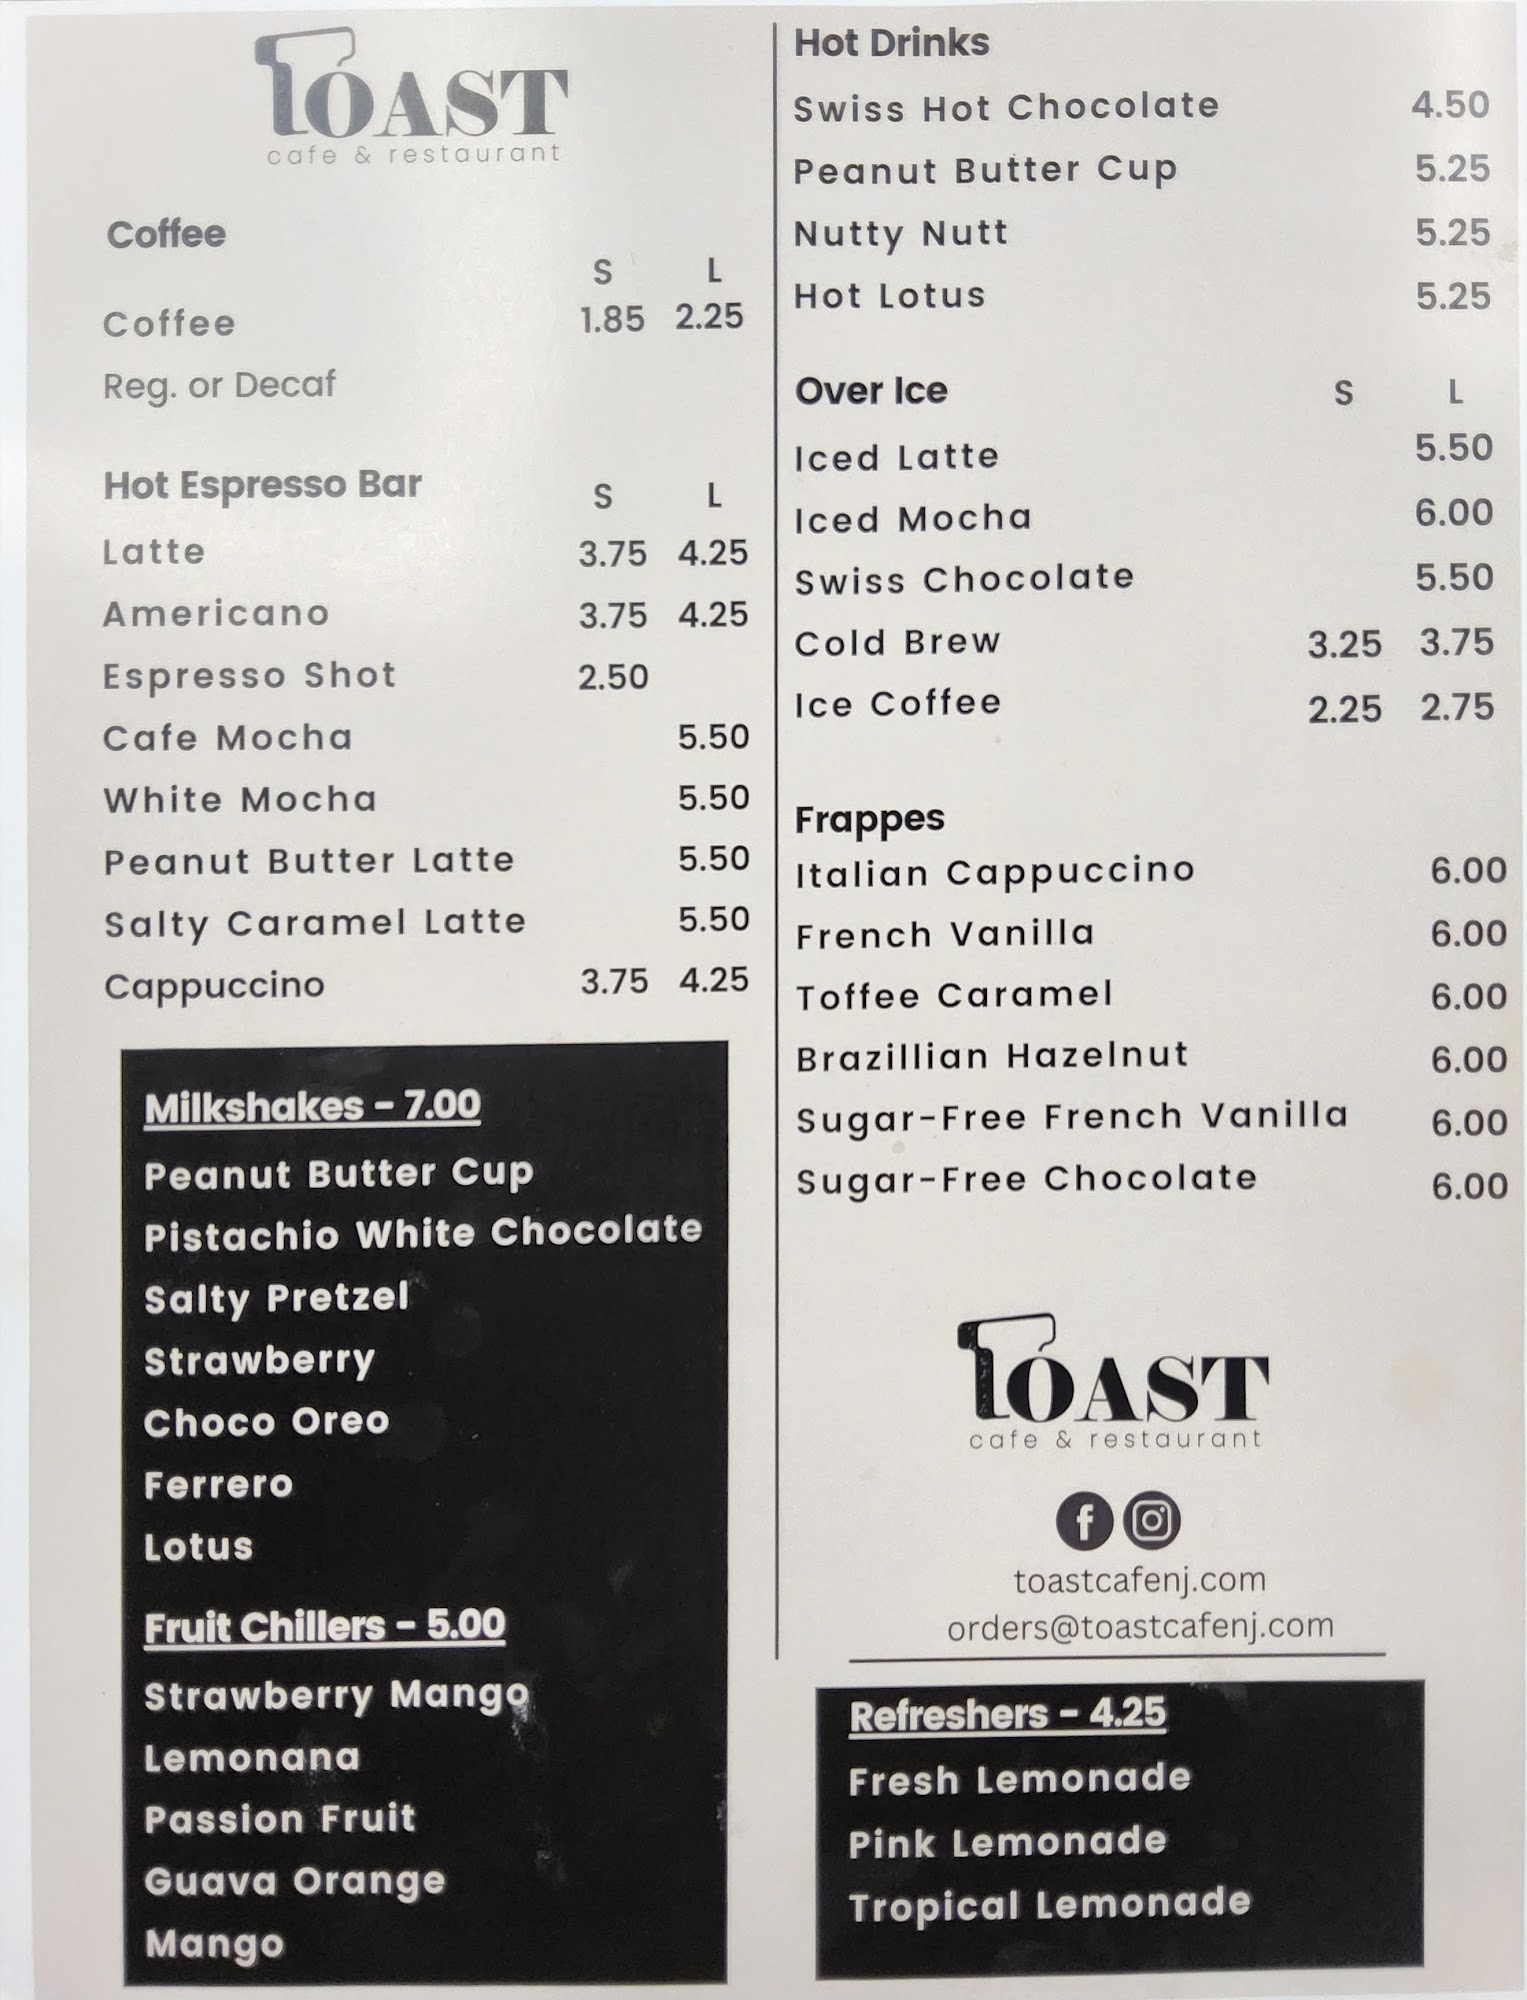 TOAST
cafe & restaurant
Coffee
S L
Coffee 1.85 2.25
Reg. or Decaf
Hot Espresso Bar S L
Latte 3.75 4.25
Americano 3.75 4.25
Espresso Shot 2.50
Cafe Mocha 5.50
White Mocha 5.50
Peanut Butter Latte 5.50
Salty Caramel Latte 5.50
Cappuccino 3.75 4.25
Milkshakes - 7.00
Peanut Butter Cup
Pistachio White Chocolate
Salty Pretzel
Strawberry
Choco Oreo
Ferrero
Lotus
Fruit Chillers - 5.00
Strawberry Mango
Lemonana
Passion Fruit
Guava Orange
Mango
Hot Drinks
Swiss Hot Chocolate 4.50
Peanut Butter Cup 5.25
Nutty Nutt 5.25
Hot Lotus 5.25
Over Ice S L
Iced Latte 5.50
Iced Mocha 6.00
Swiss Chocolate 5.50
Cold Brew 3.25 3.75
Ice Coffee 2.25 2.75
Frappes
Italian Cappuccino 6.00
French Vanilla 6.00
Toffee Caramel 6.00
Brazillian Hazelnut 6.00
Sugar-Free French Vanilla 6.00
Sugar-Free Chocolate 6.00
TOAST
cafe & restaurant
toastcafenj.com
orders@toastcafenj.com
Refreshers - 4.25
Fresh Lemonade
Pink Lemonade
Tropical Lemonade